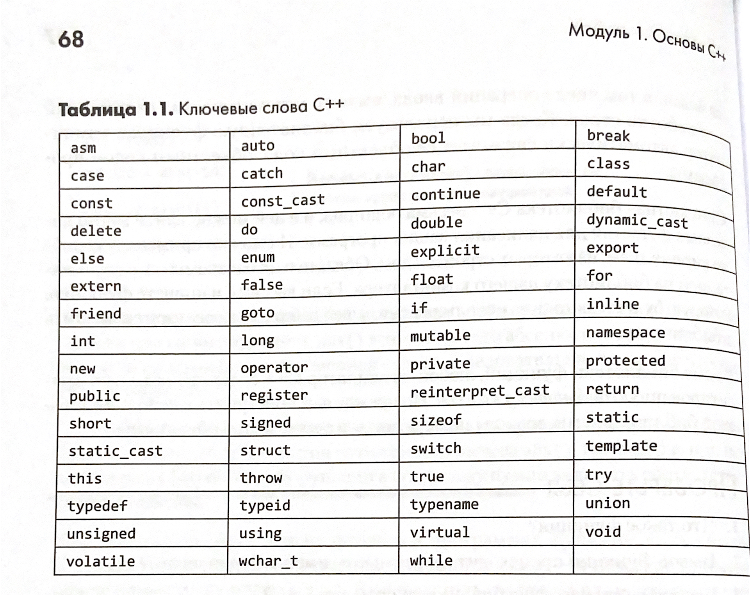 68
Модуль 1. Основы C++
Таблица 1.1. Ключевые слова C++
asm auto bool break
case catch char class
const const_cast continue default
delete do double dynamic_cast
else enum explicit export
extern false float for
friend goto if inline
int long mutable namespace
new operator private protected
public register reinterpret_cast return
short signed sizeof static
static_cast struct switch template
this throw true try
typedef typeid typename union
unsigned using virtual void
volatile wchar_t while